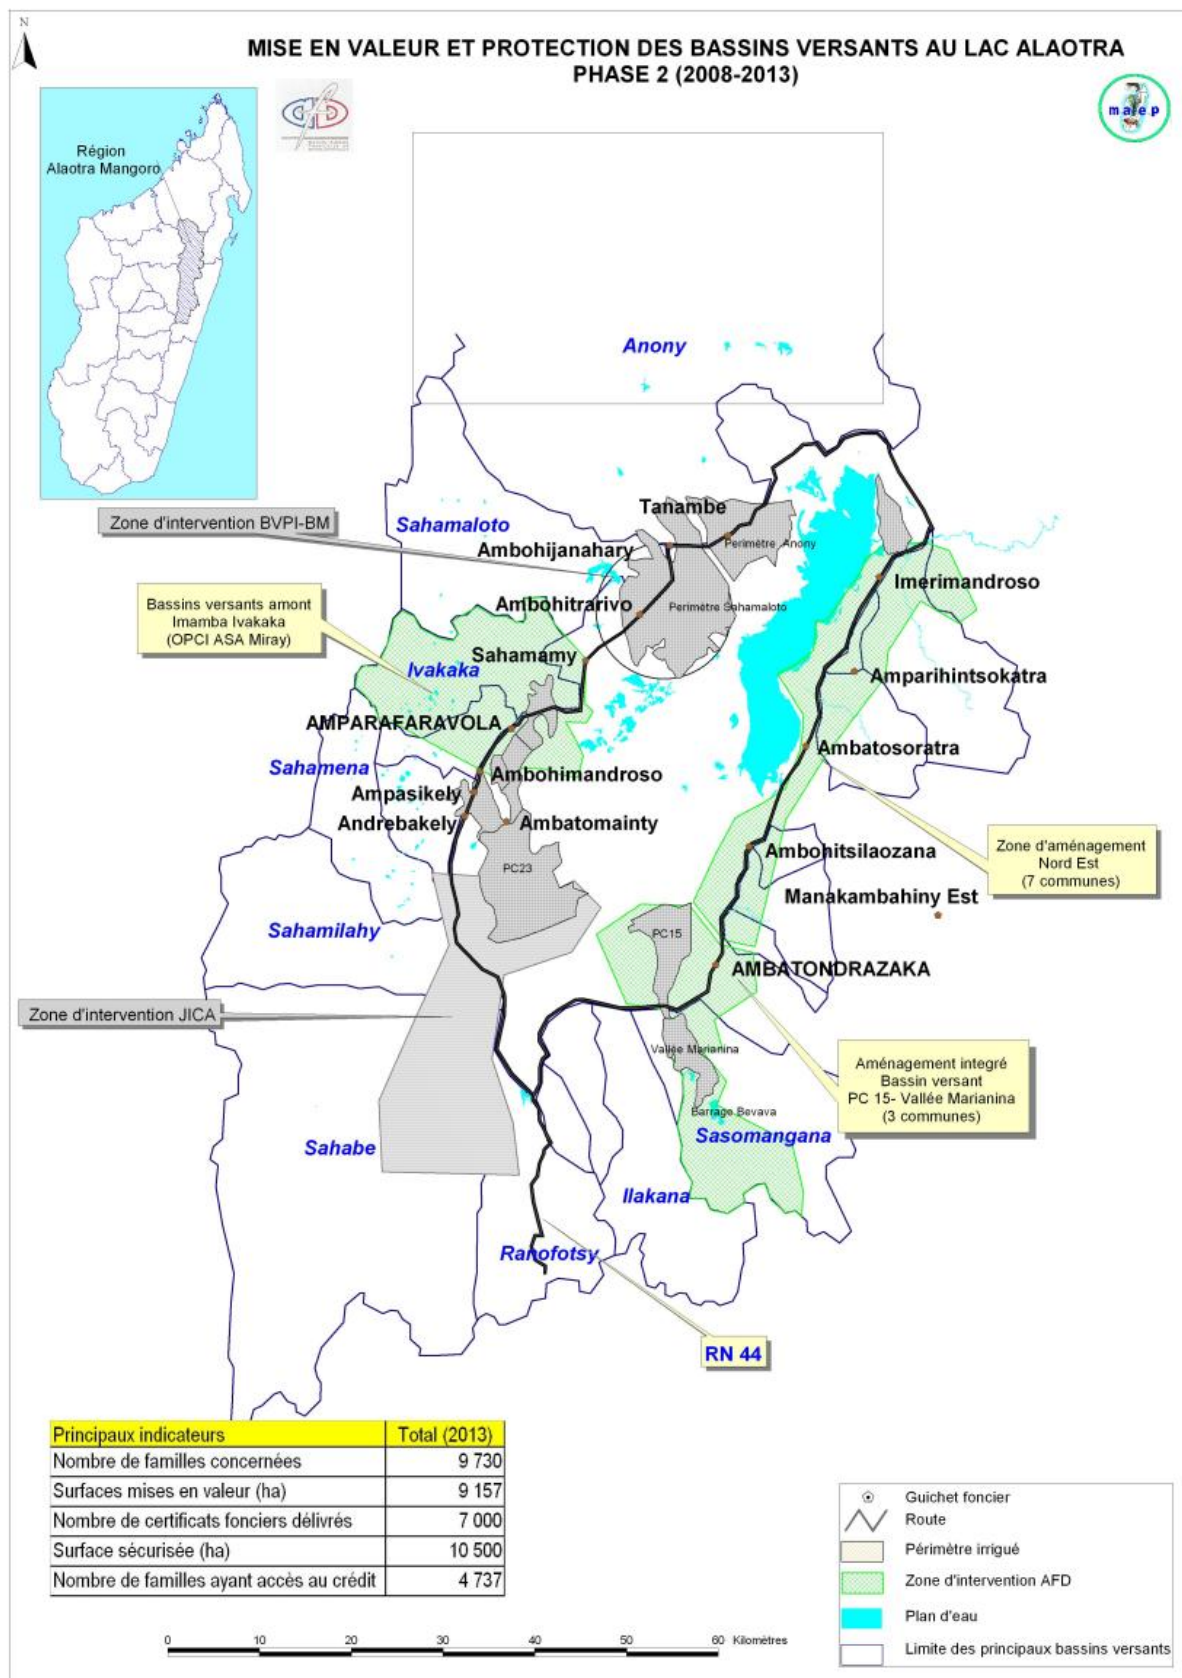 N
MISE EN VALEUR ET PROTECTION DES BASSINS VERSANTS AU LAC ALAOTRA
PHASE 2 (2008-2013)
maep
Région
Alaotra Mangoro
Anony
Zone d'intervention BVPI-BM
Sahamaloto
Tanambe
Ambohijanahary
Perimètre Anony
Imerimandroso
Bassins versants amont
Imamba Ivakaka
(OPCI ASA Miray)
Ambohitrarivo
Perimètre Sahamaloto
Sahamamy
Ivakaka
Amparihintsokatra
AMPARAFARAVOLA
Ambatosoratra
Sahamena
Ambohimandroso
Ampasikely
Andrebakely
Ambatomainty
Ambohitsilaozana
Zone d'aménagement
Nord Est
(7 communes)
PC23
Manakambahiny Est
Sahamilahy
PC15
AMBATONDRAZAKA
Zone d'intervention JICA
Vallée Marianina
Aménagement integré
Bassin versant
PC 15- Vallée Marianina
(3 communes)
Barrage Bevava
Sasomangana
Sahabe
Ilakana
Ranofotsy
RN 44
Principaux indicateurs Total (2013)
Nombre de familles concernées 9 730
Surfaces mises en valeur (ha) 9 157
Nombre de certificats fonciers délivrés 7 000
Surface sécurisée (ha) 10 500
Nombre de familles ayant accès au crédit 4 737
Guichet foncier
Route
Périmètre irrigué
Zone d'intervention AFD
Plan d'eau
Limite des principaux bassins versants
0 10 20 30 40 50 60 Kilomètres